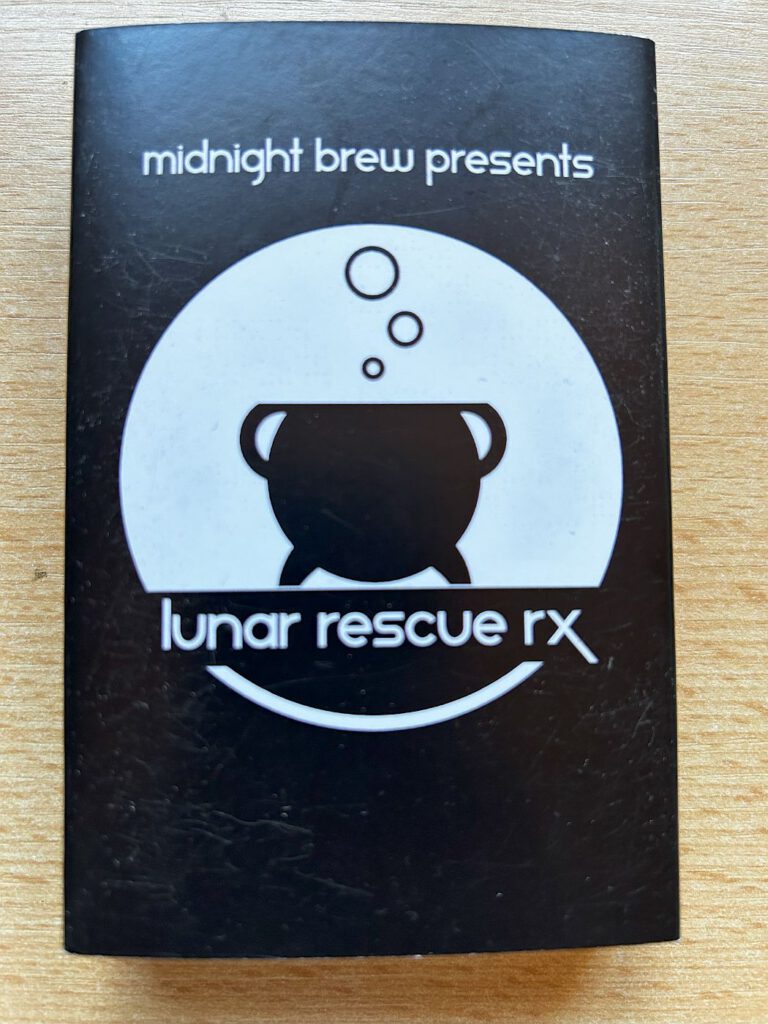 midnight brew presents
lunar rescue rx